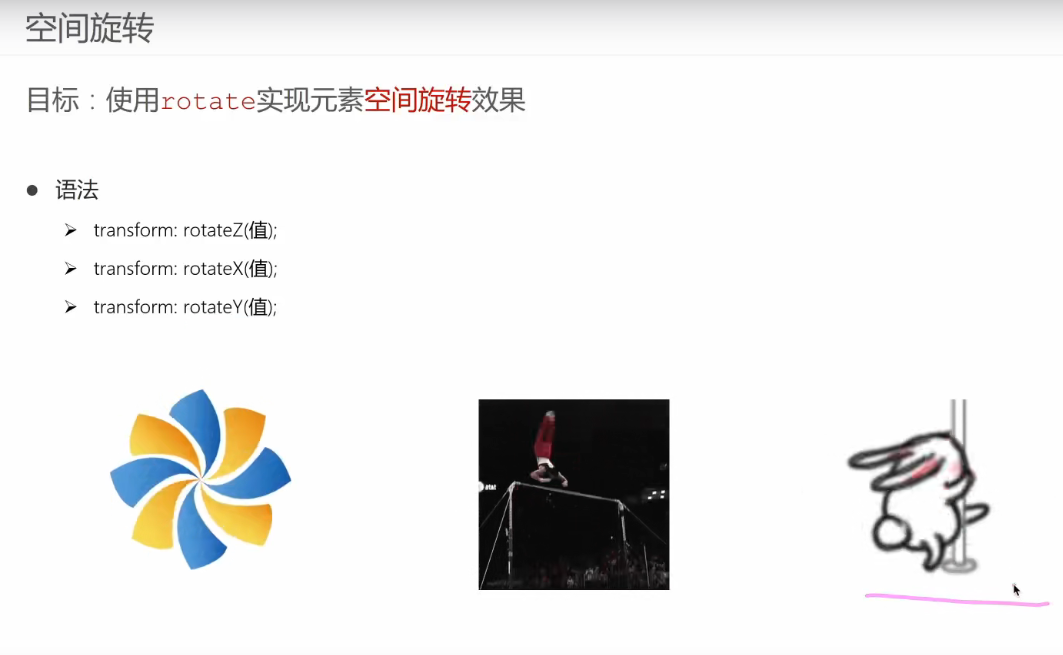 空间旋转
目标：使用rotate实现元素空间旋转效果
● 语法
➢ transform: rotateZ(值);
➢ transform: rotateX(值);
➢ transform: rotateY(值);
at&t